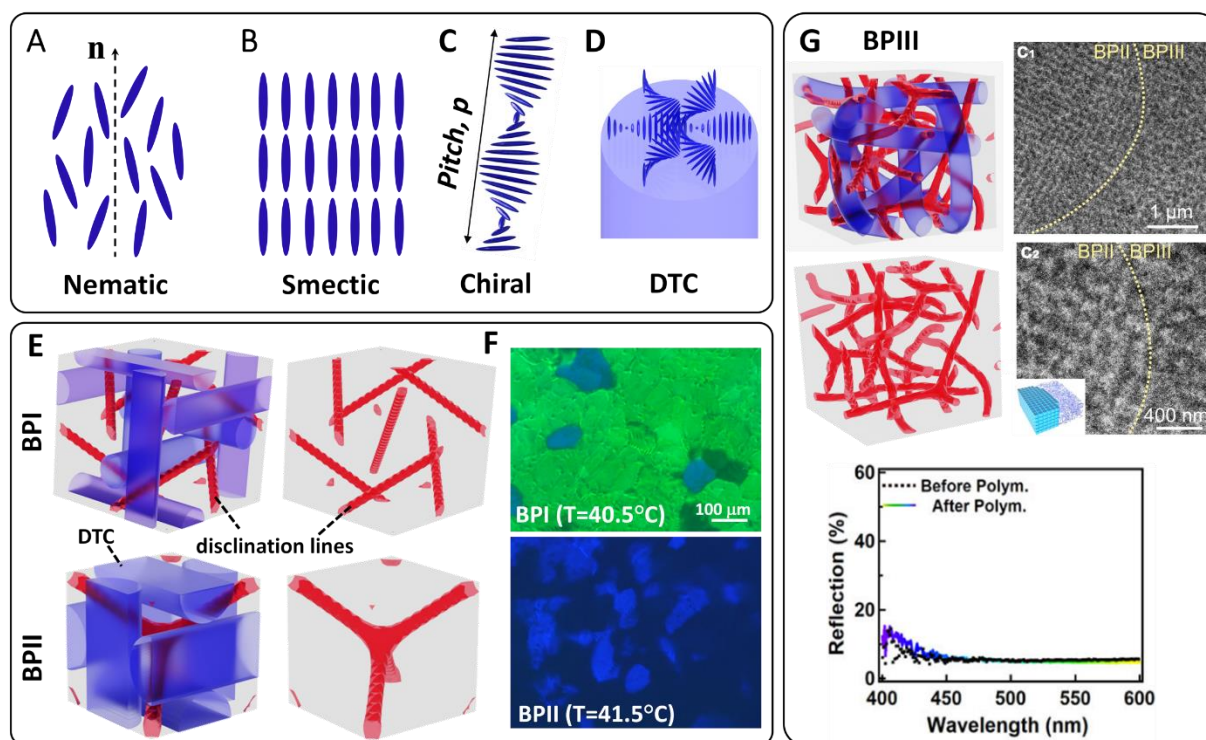 A
n
Nematic
B
Smectic
C
Pitch, p
Chiral
D
DTC
E
BPI
DTC
disclination lines
BPII
F
BPI (T=40.5°C)
100 μm
BPII (T=41.5°C)
G
BPIII
C₁
BPII BPIII
1 μm
C₂
BPII BPIII
400 nm
60
40
20
0
Reflection (%)
Before Polym.
After Polym.
400 450 500 550 600
Wavelength (nm)